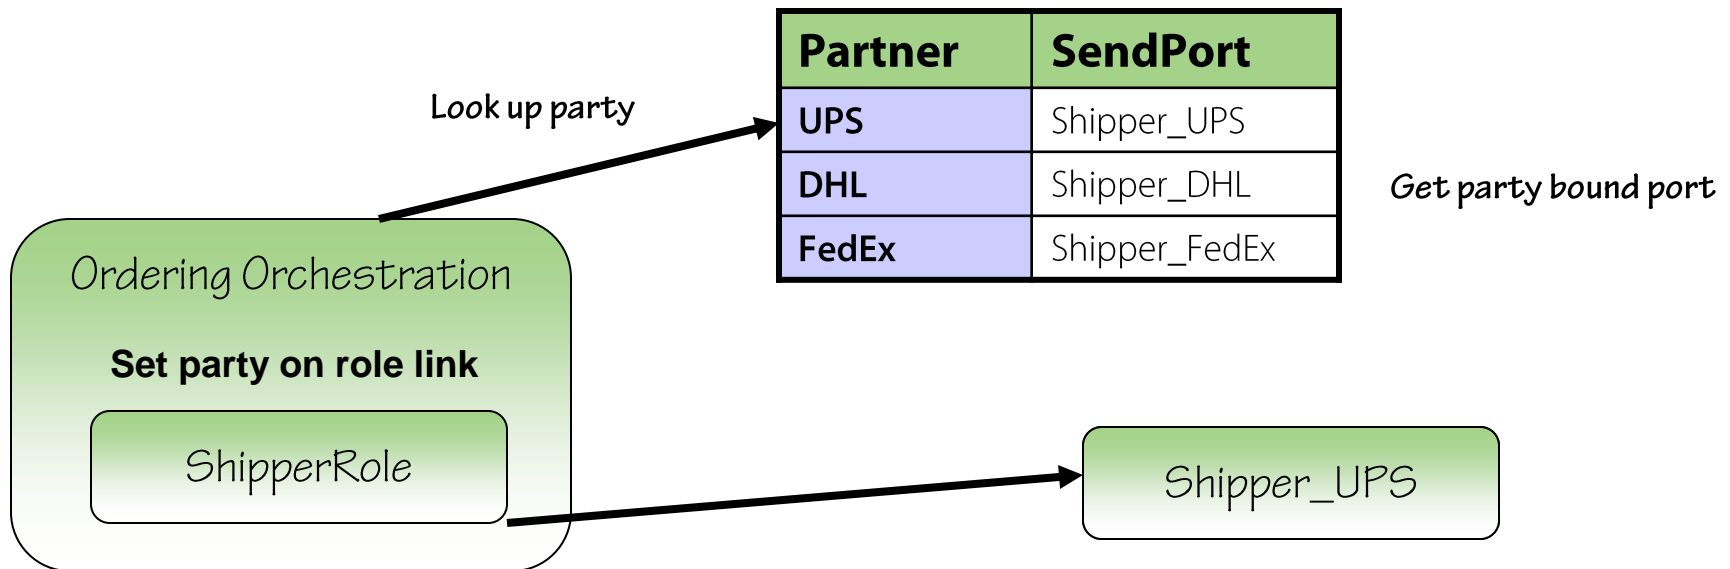 Partner SendPort
Look up party
UPS Shipper_UPS
DHL Shipper_DHL
Get party bound port
FedEx Shipper_FedEx
Ordering Orchestration
Set party on role link
ShipperRole
Shipper_UPS